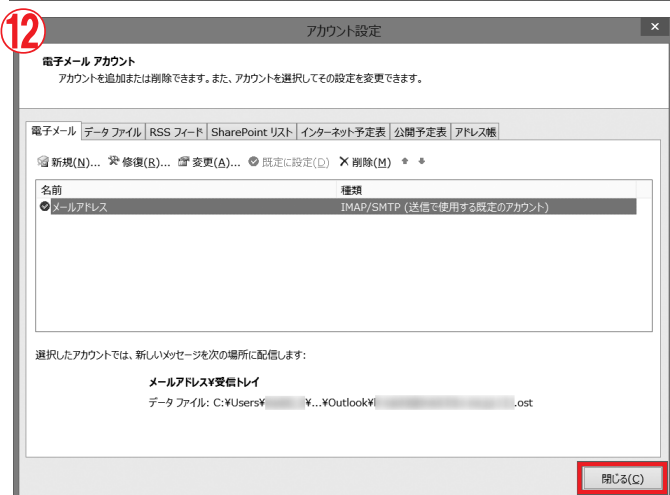 12
アカウント設定
電子メール アカウント
アカウントを追加または削除できます。また、アカウントを選択してその設定を変更できます。
電子メール データ ファイル RSS フィード SharePoint リスト インターネット予定表 公開予定表 アドレス帳
新規(N)... 修復(R)... 変更(A)... 既定に設定(D) 削除(M)
名前 種類
メールアドレス IMAP/SMTP (送信で使用する既定のアカウント)
選択したアカウントでは、新しいメッセージを次の場所に配信します:
メールアドレス¥受信トレイ
データ ファイル: C:¥Users¥ ¥...¥Outlook¥ .ost
閉じる(C)